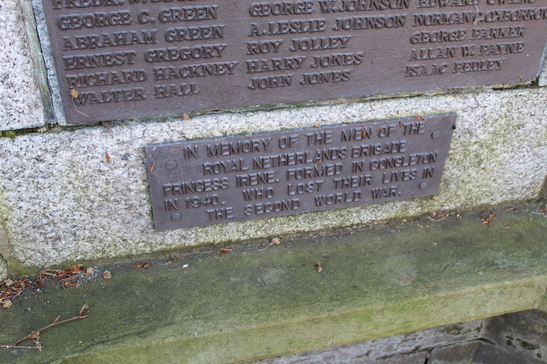 GEORGE C. GREEN
ABRAHAM GREEN
ERNEST GREGORY
RICHARD HACKNEY
WALTER HALL
GEORGE W. JOHNSON
A. LESLIE JOHNSON
ROY JOLLEY
HARRY JONES
JOHN JONES
NORMAN
GEORGE PARKER
ALLAN W. PAYNE
ISAAC PEDLEY
IN MEMORY OF THE MEN OF THE
ROYAL NETHERLANDS BRIGADE
PRINCESS IRENE. FORMED IN CONGLETON
IN 1940. WHO LOST THEIR LIVES IN
THE SECOND WORLD WAR.